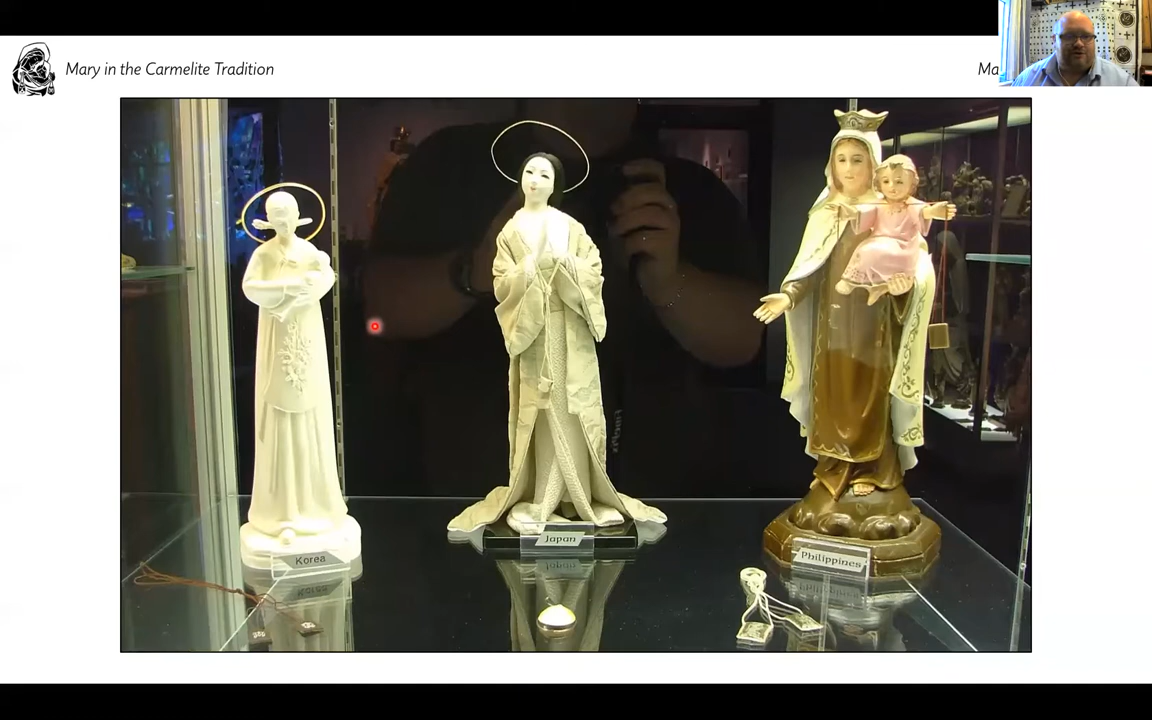 Mary in the Carmelite Tradition
Ma
Korea
Japan
Philippines